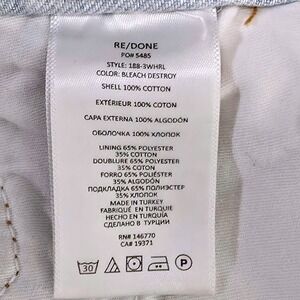 RE/DONE
PO# 5485
STYLE: 188-3WHRL
COLOR: BLEACH DESTROY
SHELL 100% COTTON
EXTÉRIEUR 100% COTON
CAPA EXTERNA 100% ALGODÓN
ОБОЛОЧКА 100% ХЛОПОК
LINING 65% POLYESTER
35% COTTON
DOUBLURE 65% POLYESTER
35% COTON
FORRO 65% POLIÉSTER
35% ALGODÓN
ПОДКЛАДКА 65% ПОЛИЭСТЕР
35% ХЛОПОК
MADE IN TURKEY
FABRIQUÉ EN TURQUIE
HECHO EN TURQUÍA
СДЕЛАНО В ТУРЦИИ
RN# 146770
CA# 19371
30 P